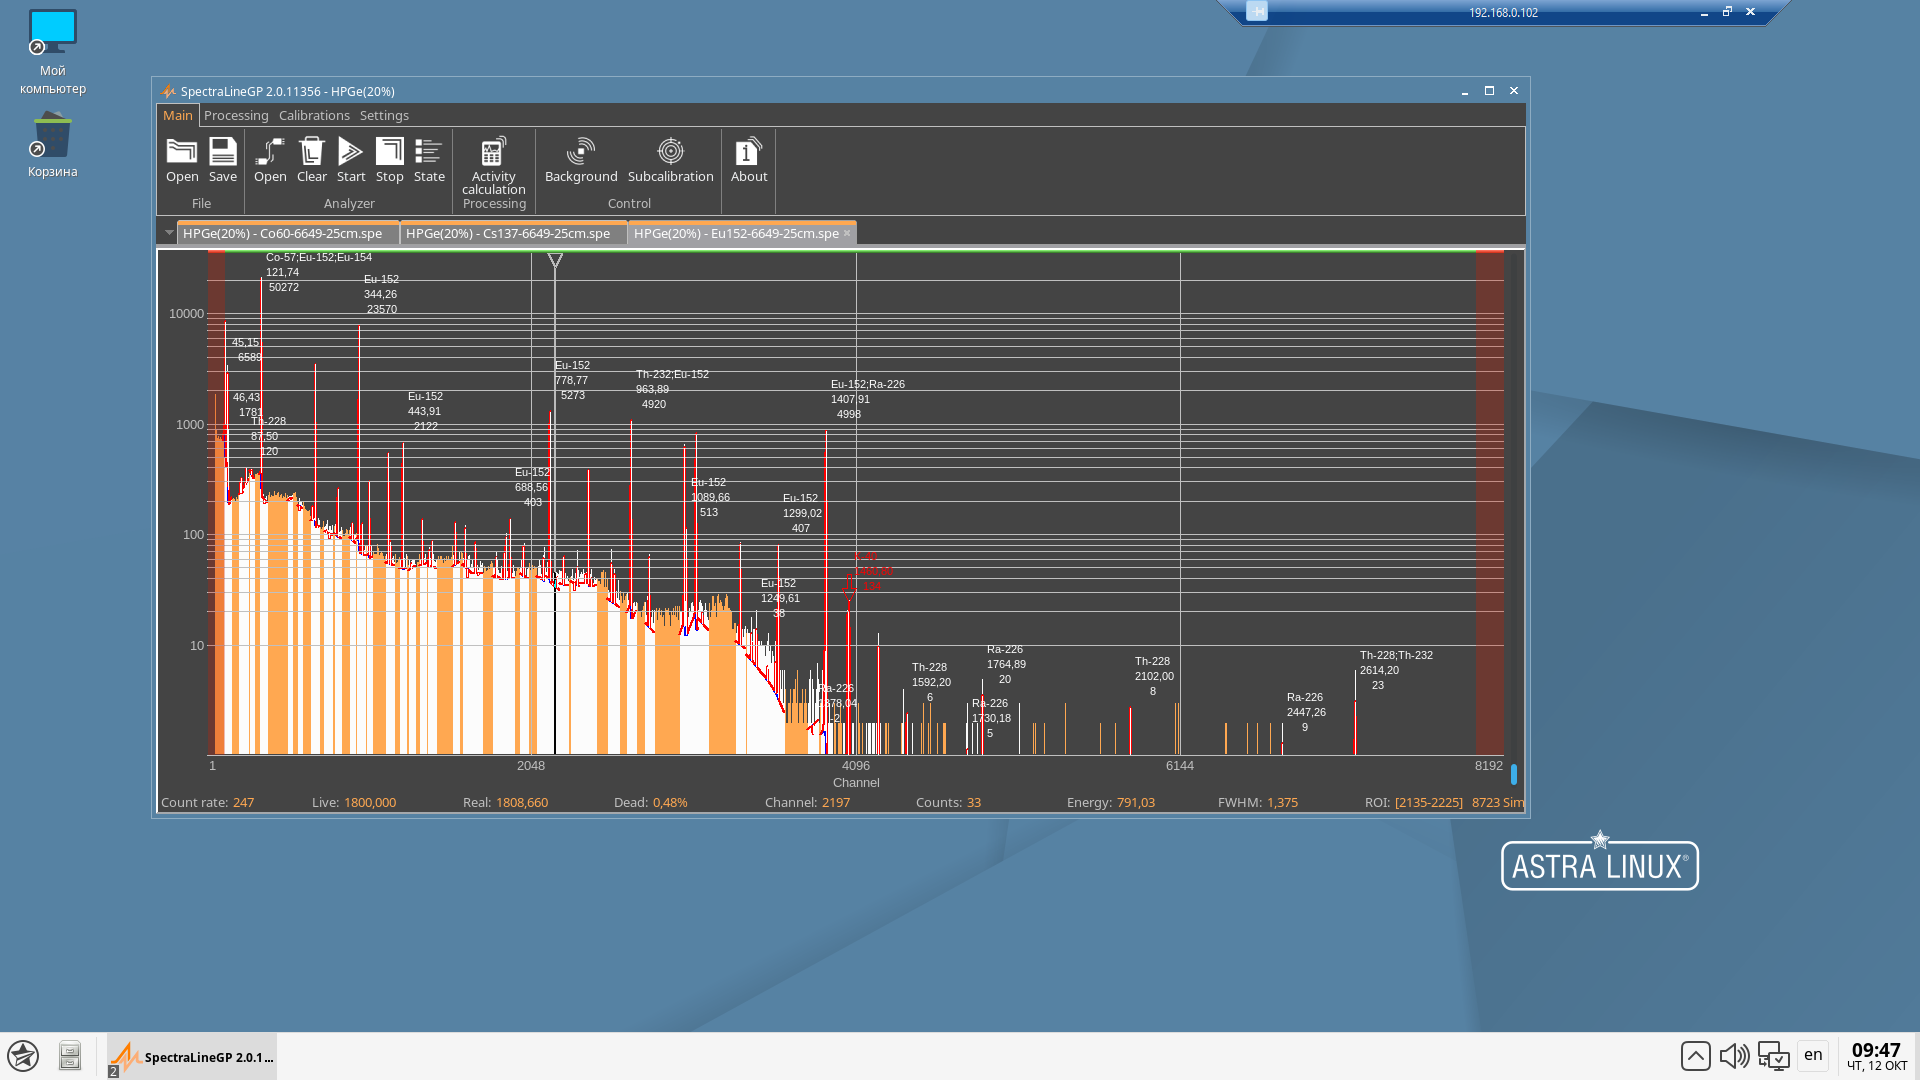 192.168.0.102
Мой
компьютер
Корзина
SpectraLineGP 2.0.11356 - HPGe(20%)
Main Processing Calibrations Settings
Open Save Open Clear Start Stop State Activity calculation Background Subcalibration About
File Analyzer Processing Control
HPGe(20%) - Co60-6649-25cm.spe HPGe(20%) - Cs137-6649-25cm.spe HPGe(20%) - Eu152-6649-25cm.spe
Co-57;Eu-152;Eu-154
121,74
50272
Eu-152
344,26
23570
10000
45,15
6589
Eu-152
778,77
5273
Th-232;Eu-152
963,89
4920
Eu-152;Ra-226
1407,91
4998
46,43
1781
Eu-152
443,91
2122
1000
Th-228
87,50
120
Eu-152
688,56
403
Eu-152
1089,66
513
Eu-152
1299,02
407
100
Eu-152
1249,61
38
10
Ra-226
1764,89
20
Th-228
1592,20
6
Th-228
2102,00
8
Th-228;Th-232
2614,20
23
Ra-226
-2
Ra-226
1730,18
5
Ra-226
2447,26
9
1 2048 4096 6144 8192
Channel
Count rate: 247 Live: 1800,000 Real: 1808,660 Dead: 0,48% Channel: 2197 Counts: 33 Energy: 791,03 FWHM: 1,375 ROI: [2135-2225] 8723 Sim
ASTRA LINUX®
2
SpectraLineGP 2.0.1...
en
09:47
ЧТ, 12 ОКТ